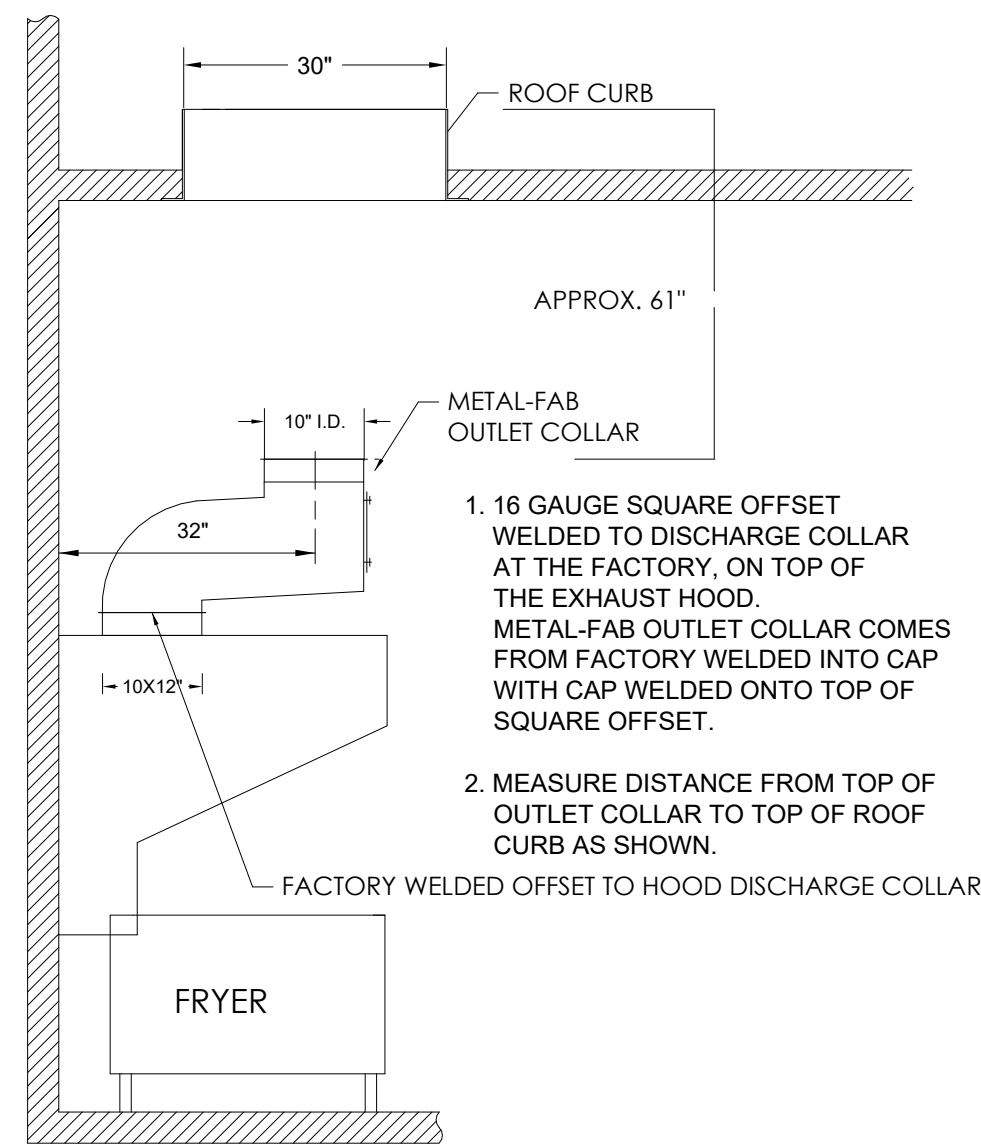 30"
ROOF CURB
APPROX. 61"
METAL-FAB
OUTLET COLLAR
10" I.D.
32"
10X12"
1. 16 GAUGE SQUARE OFFSET
WELDED TO DISCHARGE COLLAR
AT THE FACTORY, ON TOP OF
THE EXHAUST HOOD.
METAL-FAB OUTLET COLLAR COMES
FROM FACTORY WELDED INTO CAP
WITH CAP WELDED ONTO TOP OF
SQUARE OFFSET.
2. MEASURE DISTANCE FROM TOP OF
OUTLET COLLAR TO TOP OF ROOF
CURB AS SHOWN.
FACTORY WELDED OFFSET TO HOOD DISCHARGE COLLAR
FRYER